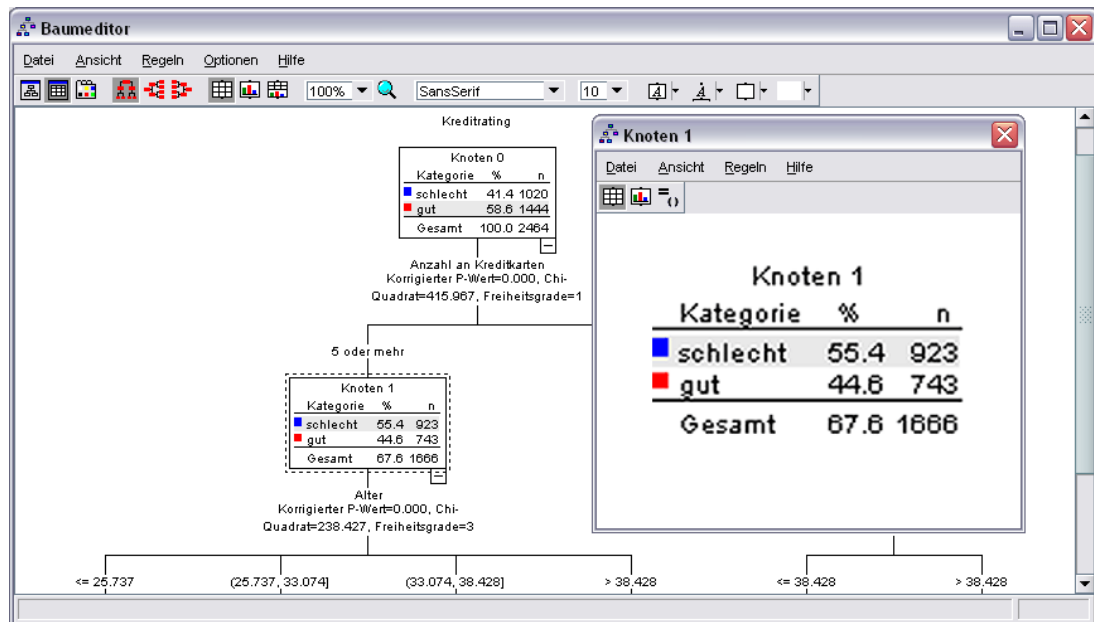 Baumeditor
Datei Ansicht Regeln Optionen Hilfe
100% SansSerif 10
Kreditrating
Knoten 0
Kategorie % n
schlecht 41.4 1020
gut 58.6 1444
Gesamt 100.0 2464
Anzahl an Kreditkarten
Korrigierter P-Wert=0.000, Chi-
Quadrat=415.967, Freiheitsgrade=1
5 oder mehr
Knoten 1
Kategorie % n
schlecht 55.4 923
gut 44.6 743
Gesamt 67.6 1666
Alter
Korrigierter P-Wert=0.000, Chi-
Quadrat=238.427, Freiheitsgrade=3
<= 25.737 (25.737, 33.074] (33.074, 38.428] > 38.428 <= 38.428 > 38.428
Knoten 1
Datei Ansicht Regeln Hilfe
Knoten 1
Kategorie % n
schlecht 55.4 923
gut 44.6 743
Gesamt 67.6 1666